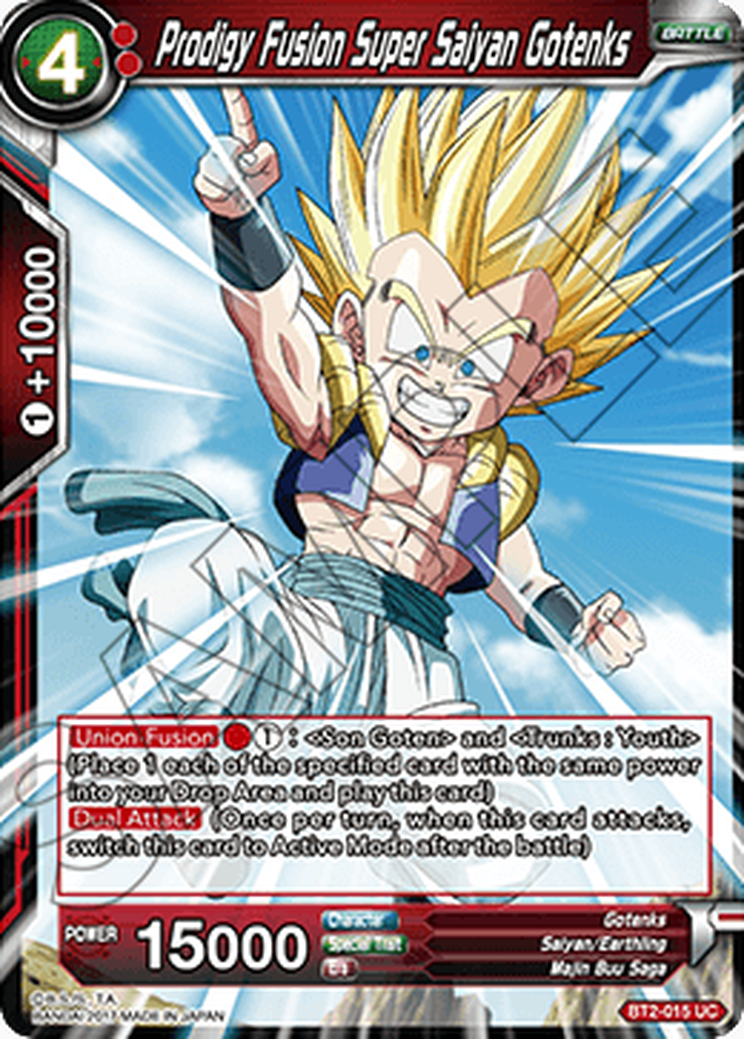 4
Prodigy Fusion Super Saiyan Gotenks
BATTLE
1 +10000
Union-Fusion 1 : <Son Goten> and <Trunks : Youth>
(Place 1 each of the specified card with the same power
into your Drop Area and play this card)
Dual Attack (Once per turn, when this card attacks,
switch this card to Active Mode after the battle)
POWER 15000
Character Gotenks
Special Trait Saiyan/Earthling
Era Majin Buu Saga
BANDAI 2017 MADE IN JAPAN
BT2-015 UC